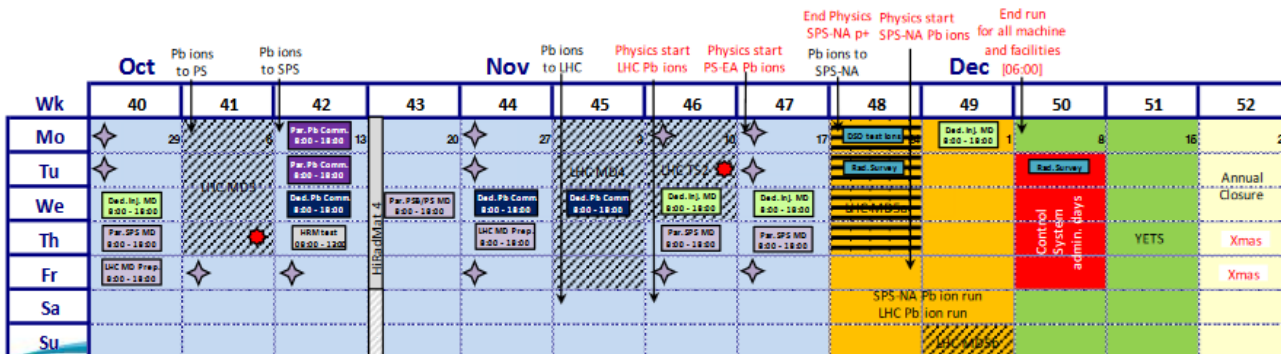 End Physics Physics start End run
SPS-NA p+ SPS-NA Pb ions for all machine
Pb ions Pb ions Pb ions Physics start Physics start Pb ions to and facilities
to PS to SPS to LHC LHC Pb ions PS-EA Pb ions SPS-NA [06:00]
Oct Nov Dec
Wk 40 41 42 43 44 45 46 47 48 49 50 51 52
Mo 29 6 Par. Pb Comm. 13 20 27 3 10 17 DSO test ions Ded. Inj. MD 1 8 15
8:00 - 18:00 8:00 - 18:00
Tu Par. Pb Comm. LHC TS2 Rad. Survey Rad. Survey
8:00 - 18:00
LHC MD3 LHC MD4 Annual
We Ded. Inj. MD Ded. Pb Comm. Par. PSB/PS MD Ded. Pb Comm. Ded. Pb Comm. Ded. Inj. MD Ded. Inj. MD Closure
8:00 - 18:00 8:00 - 18:00 8:00 - 18:00 8:00 - 18:00 8:00 - 18:00 8:00 - 18:00 8:00 - 18:00
HiRadMat 4
Th Par. SPS MD HRM test LHC MD Prep. Par. SPS MD Par. SPS MD YETS Xmas
8:00 - 18:00 08:00 - 13:00 8:00 - 18:00 8:00 - 18:00 8:00 - 18:00
Control
System
admin. days
Fr LHC MD Prep. Xmas
8:00 - 18:00
Sa SPS-NA Pb ion run
LHC Pb ion run
Su LHC MD5b